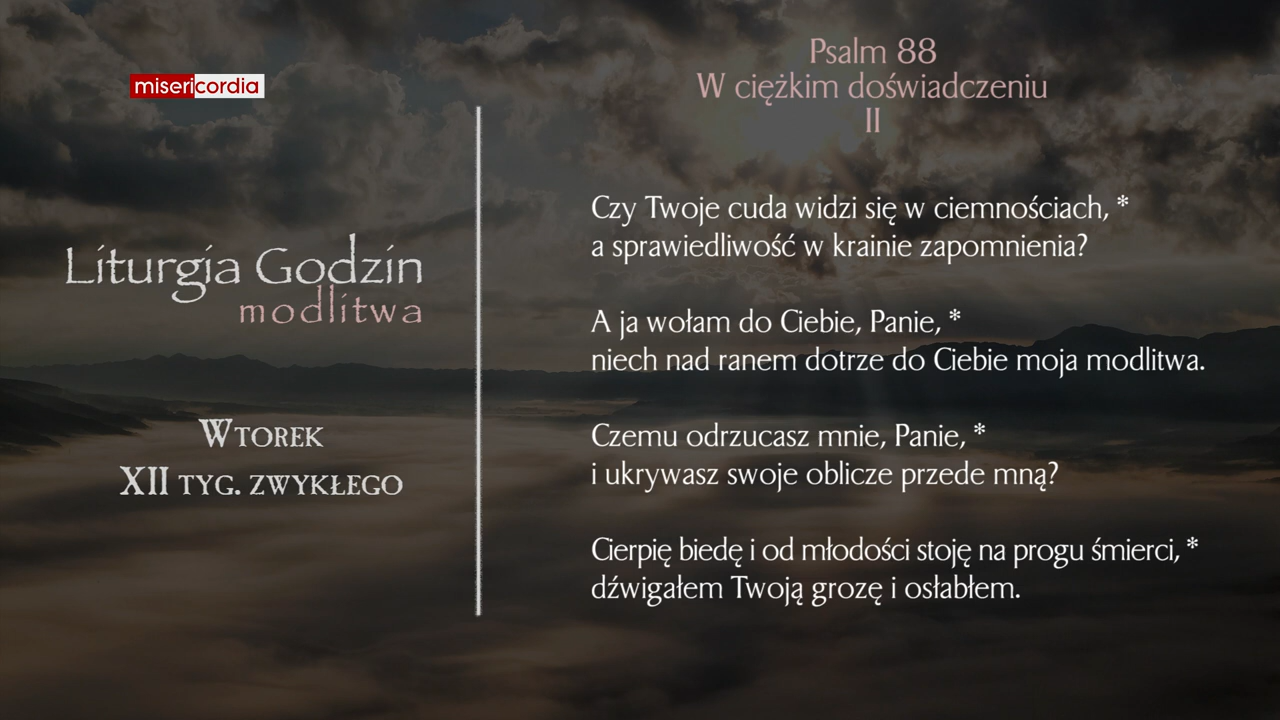 misericordia
Liturgia Godzin
modlitwa
Wtorek
XII tyg. zwykłego
Psalm 88
W ciężkim doświadczeniu
II
Czy Twoje cuda widzi się w ciemnościach, *
a sprawiedliwość w krainie zapomnienia?
A ja wołam do Ciebie, Panie, *
niech nad ranem dotrze do Ciebie moja modlitwa.
Czemu odrzucasz mnie, Panie, *
i ukrywasz swoje oblicze przede mną?
Cierpię biedę i od młodości stoję na progu śmierci, *
dźwigałem Twoją grozę i osłabłem.